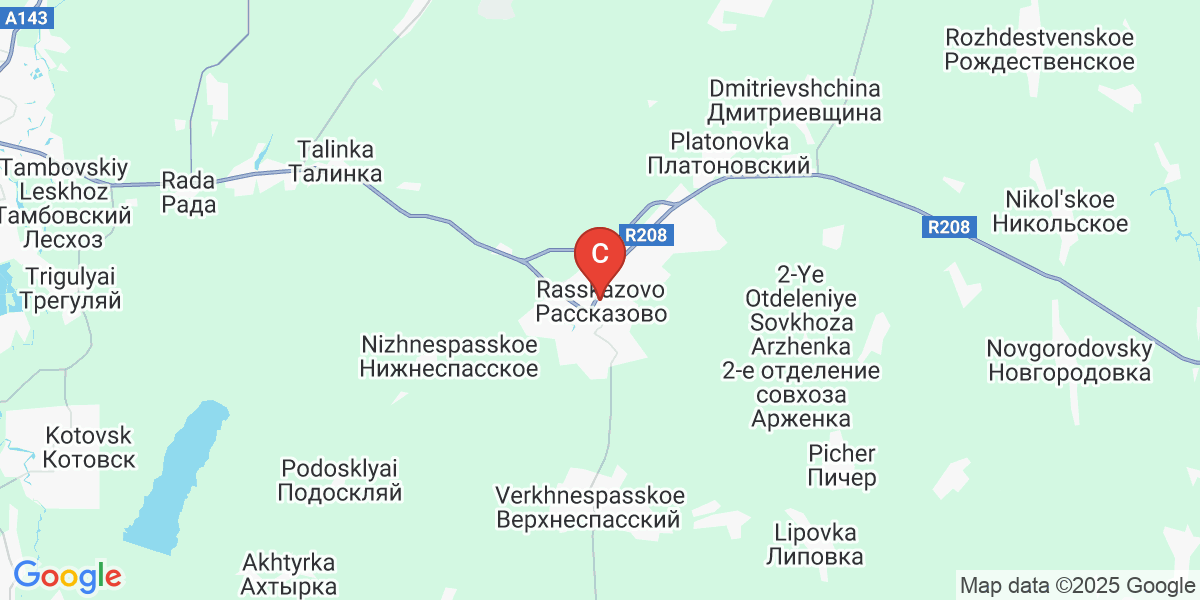 A143
Rozhdestvenskoe
Рождественское
Dmitrievshchina
Дмитриевщина
Platonovka
Платоновский
Talinka
Талинка
Tambovskiy
Leskhoz
Тамбовский
Лесхоз
Rada
Рада
Nikol'skoe
Никольское
R208
R208
C
Trigulyai
Трегуляй
Rasskazovo
Рассказово
2-Ye
Otdeleniye
Sovkhoza
Arzhenka
2-е отделение
совхоза
Арженка
Nizhnespasskoe
Нижнеспасское
Novgorodovsky
Новгородовка
Kotovsk
Котовск
Podosklyai
Подоскляй
Picher
Пичер
Verkhnespasskoe
Верхнеспасский
Lipovka
Липовка
Akhtyrka
Ахтырка
Google
Map data ©2025 Google